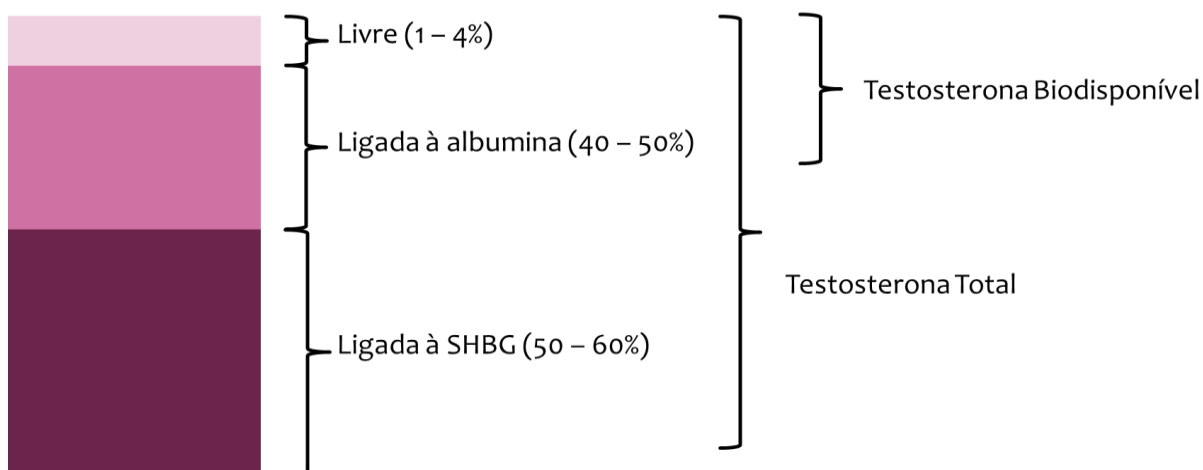 Livre (1 – 4%)
Testosterona Biodisponível
Ligada à albumina (40 – 50%)
Testosterona Total
Ligada à SHBG (50 – 60%)